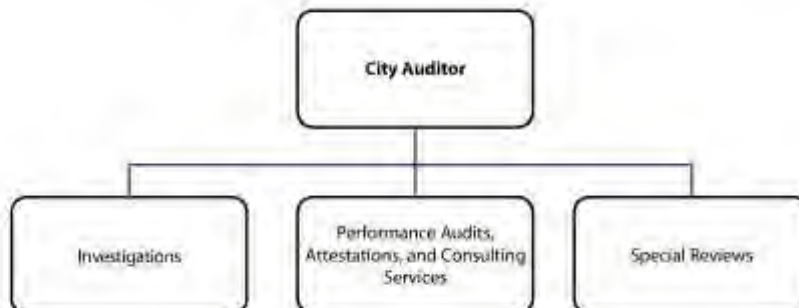 City Auditor
Investigations
Performance Audits,
Attestations, and Consulting
Services
Special Reviews